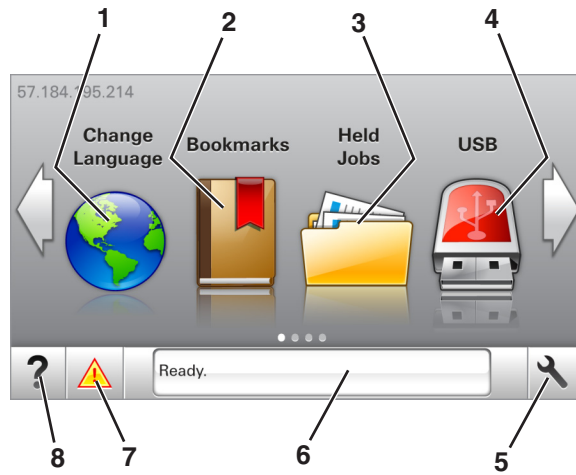 1 2 3 4
57.184.195.214
Change Language
Bookmarks
Held Jobs
USB
? Ready.
8 7 6 5